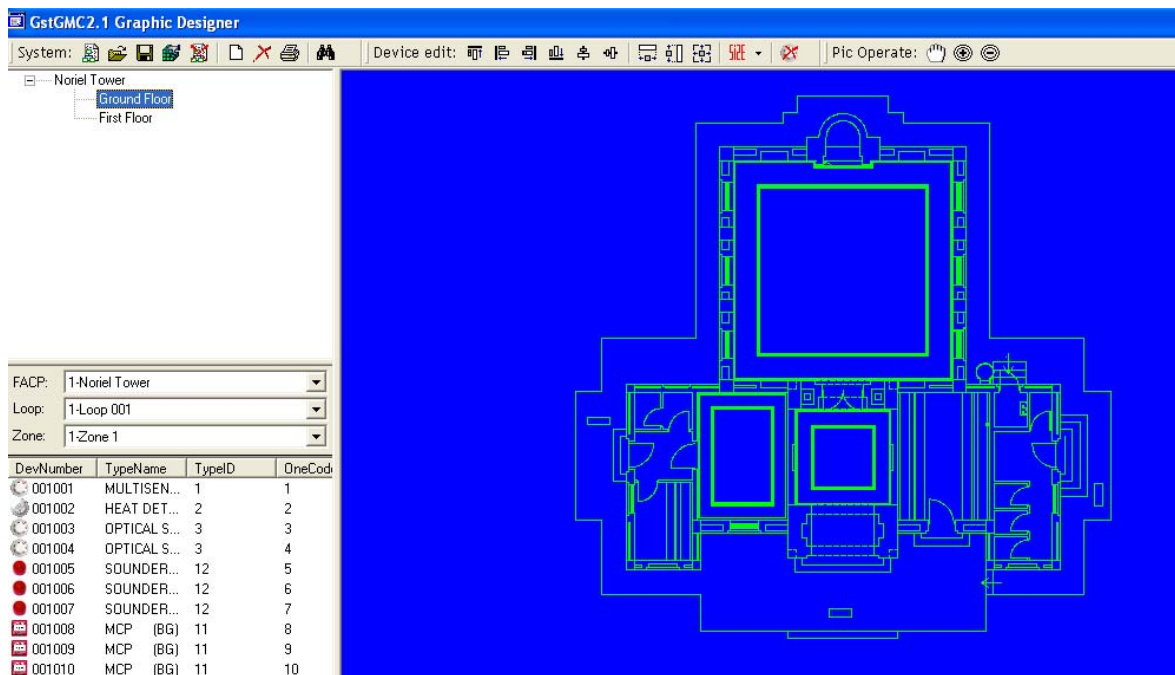 GstGMC2.1 Graphic Designer
System: Device edit: SIZE Pic Operate:
Noriel Tower
Ground Floor
First Floor
FACP: 1-Noriel Tower
Loop: 1-Loop 001
Zone: 1-Zone 1
DevNumber TypeName TypeID OneCode
001001 MULTISEN... 1 1
001002 HEAT DET... 2 2
001003 OPTICAL S... 3 3
001004 OPTICAL S... 3 4
001005 SOUNDER... 12 5
001006 SOUNDER... 12 6
001007 SOUNDER... 12 7
001008 MCP (BG) 11 8
001009 MCP (BG) 11 9
001010 MCP (BG) 11 10